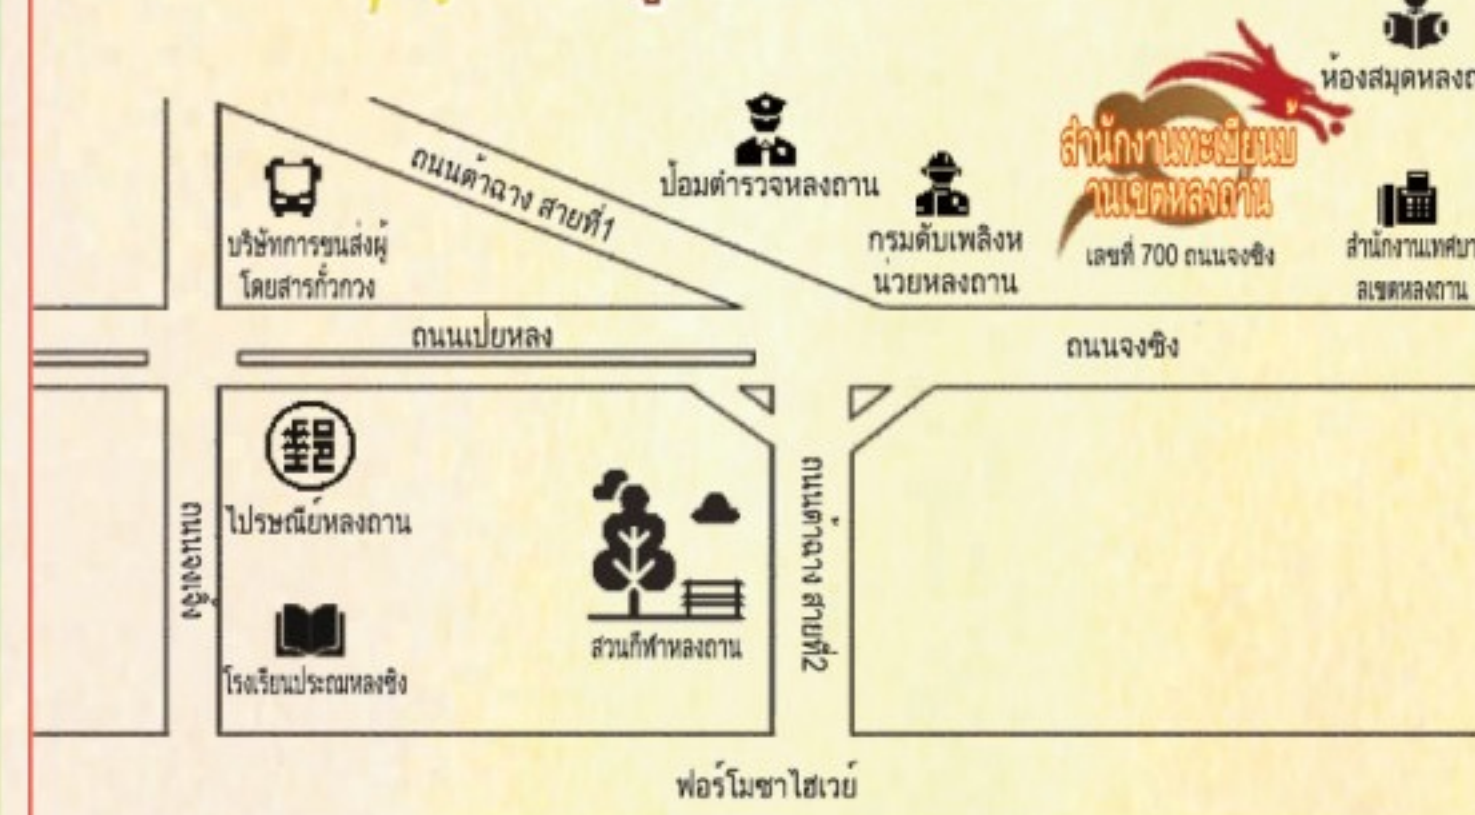 ห้องสมุดหลงถ
ถนนต้าฉาง สายที่1
ป้อมตำรวจหลงถาน
สำนักงานทะเบียนบ้
านเขตหลงถาน
เลขที่ 700 ถนนจงซิง
บริษัทการขนส่งผู้
โดยสารกั๋วกวง
กรมดับเพลิงห
น่วยหลงถาน
สำนักงานเทศบา
ลเขตหลงถาน
ถนนเป่ยหลง
ถนนจงซิง
郵
ไปรษณีย์หลงถาน
ถนนจงเจิ้ง
ถนนต้าฉาง สายที่2
สวนกีฬาหลงถาน
โรงเรียนประถมหลงซิง
ฟอร์โมซาไฮเวย์